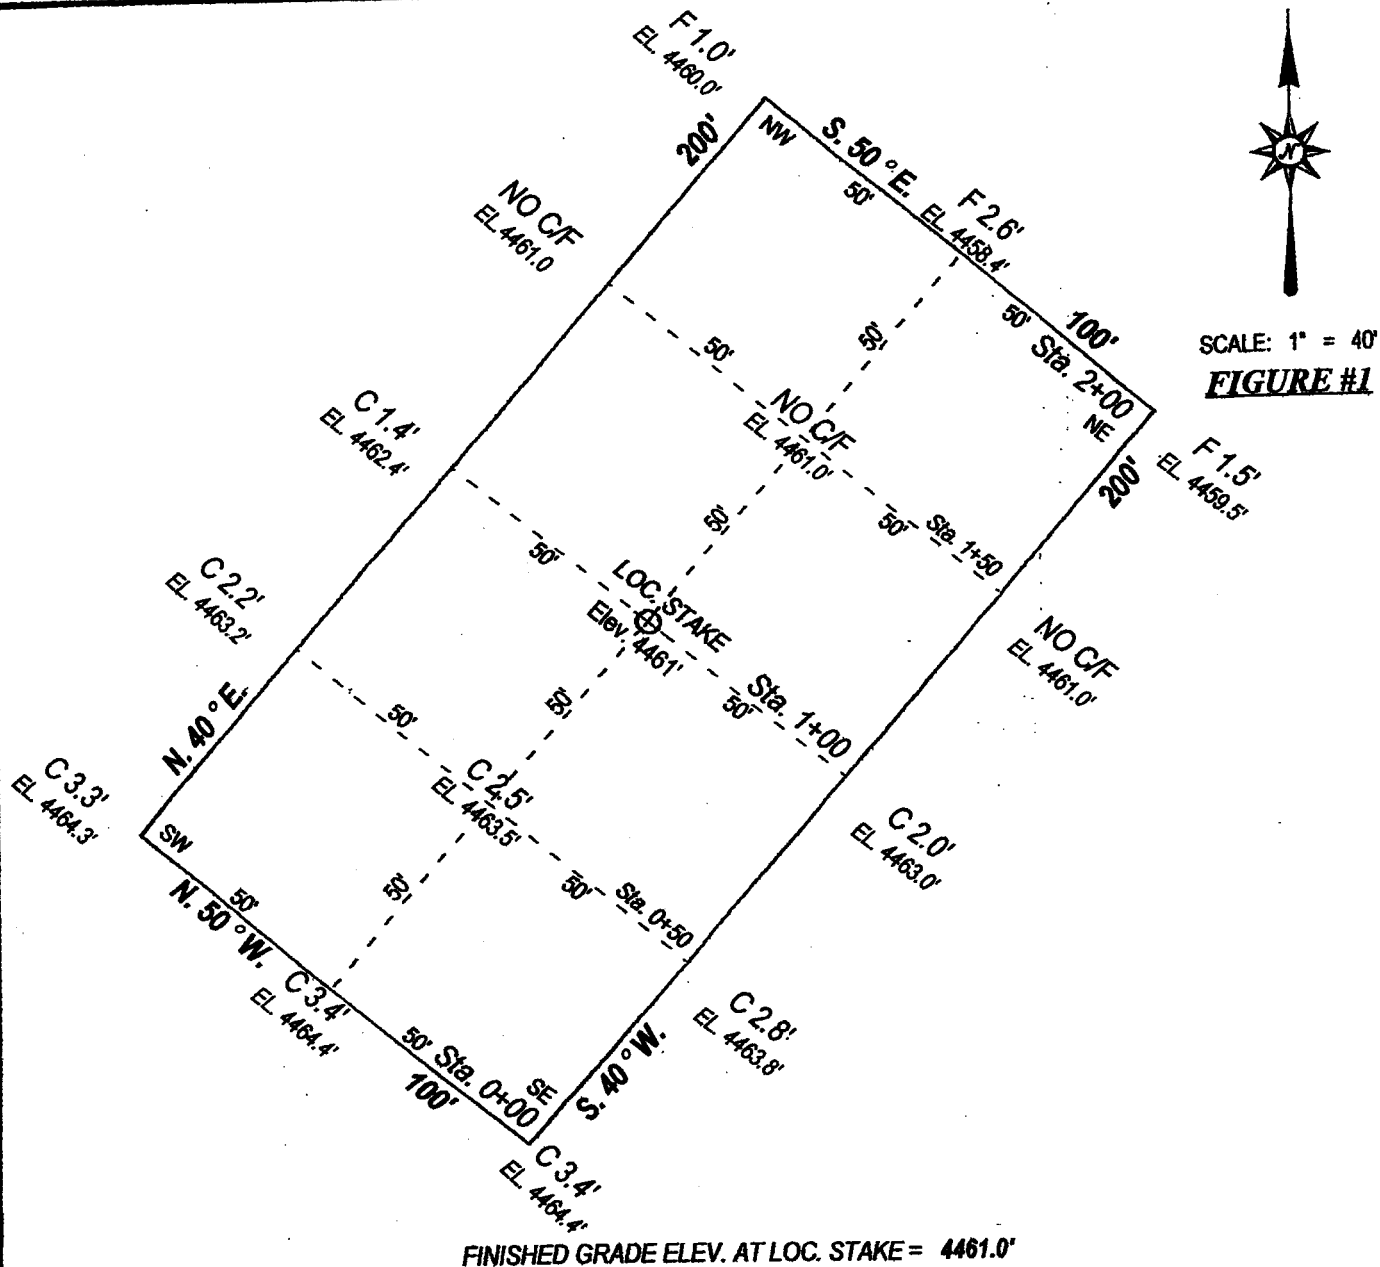 F 1.0'
EL. 4460.0'
200'
NW
S. 50 ° E.
50'
F 2.6'
EL. 4458.4'
50'
100'
Sta. 2+00
NE
N
SCALE: 1" = 40'
FIGURE #1
F 1.5'
EL. 4459.5'
200'
NO C/F
EL. 4461.0
50'
50'
NO C/F
EL. 4461.0'
50'
Sta. 1+50
NO C/F
EL. 4461.0'
C 1.4'
EL. 4462.4'
50'
50'
LOC. STAKE
Elev. 4461'
50'
Sta. 1+00
C 2.0'
EL. 4463.0'
C 2.2'
EL. 4463.2'
50'
50'
C 2.5'
EL. 4463.5'
50'
Sta. 0+50
C 2.8'
EL. 4463.8'
N. 40 ° E.
C 3.3'
EL. 4464.3'
SW
50'
50'
N. 50 ° W.
C 3.4'
EL. 4464.4'
50'
Sta. 0+00
100'
SE
S. 40 ° W.
C 3.4'
EL. 4464.4'
FINISHED GRADE ELEV. AT LOC. STAKE = 4461.0'